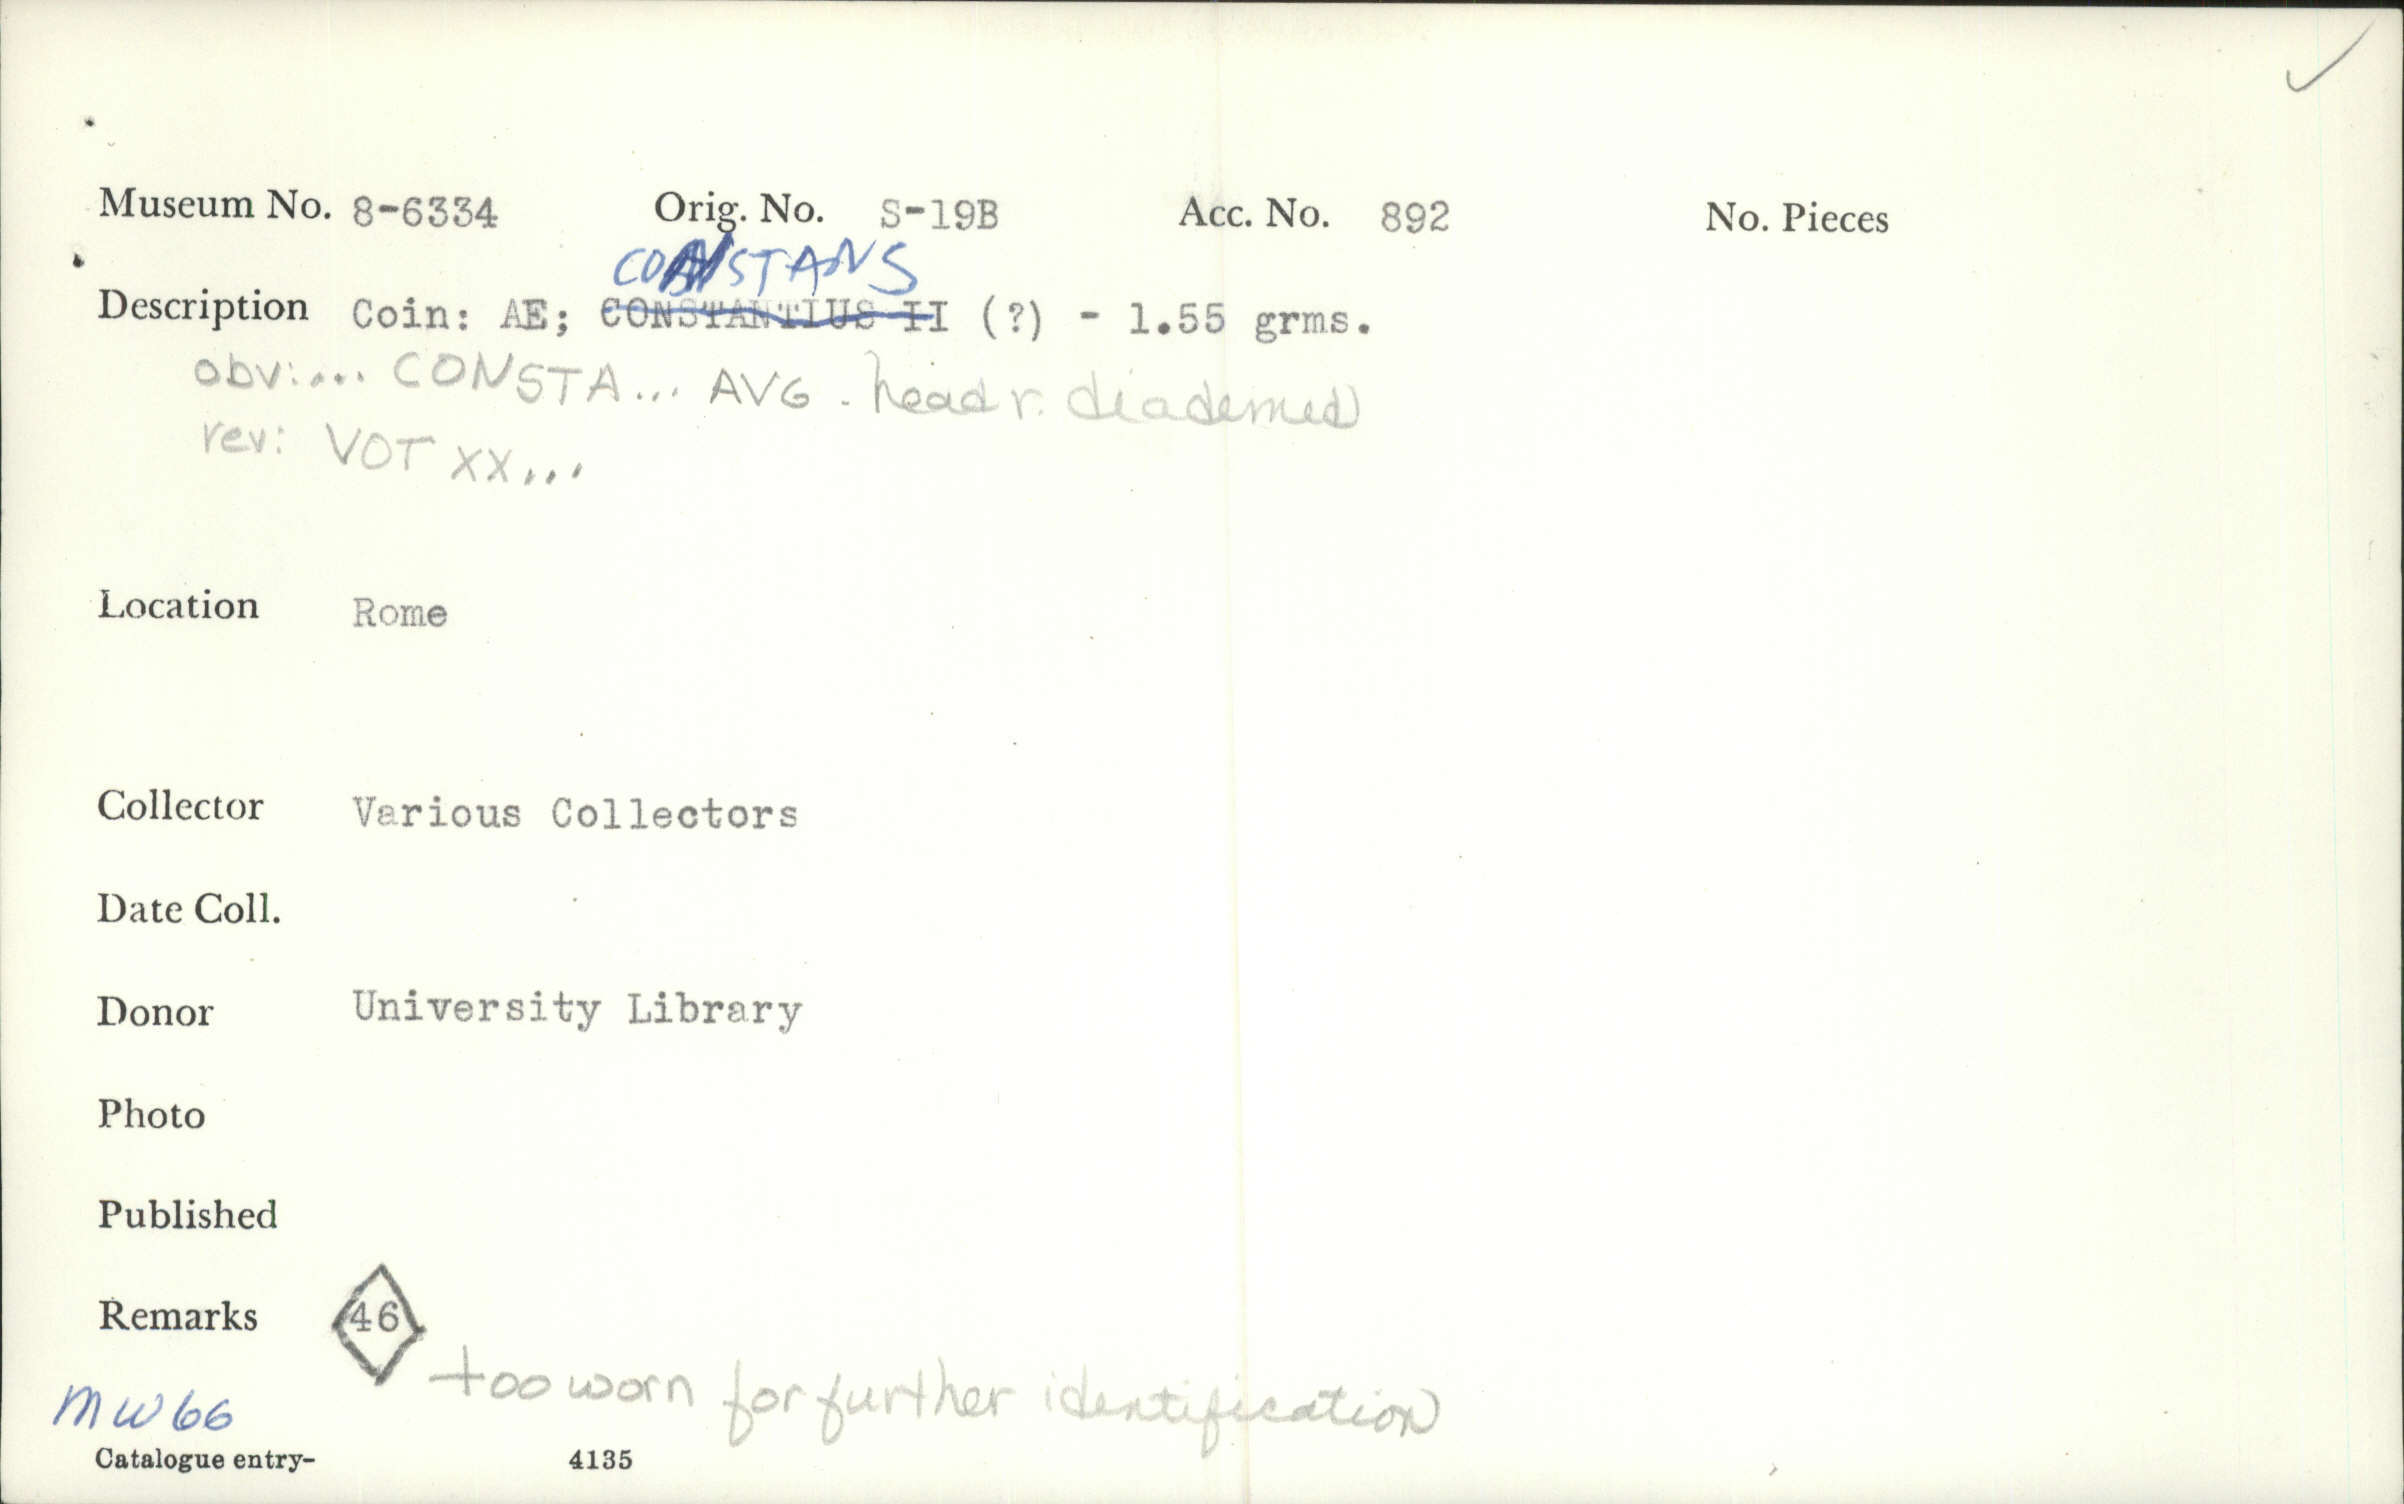 Museum No. 8-6334 Orig. No. S-19B Acc. No. 892 No. Pieces
CONSTANS
Description Coin: AE; CONSTANTIUS II (?) - 1.55 grms.
obv:... CONSTA... AVG. head r. diademed
rev: VOT XX...
Location Rome
Collector Various Collectors
Date Coll.
Donor University Library
Photo
Published
Remarks 46
too worn for further identification
MW66
Catalogue entry- 4135